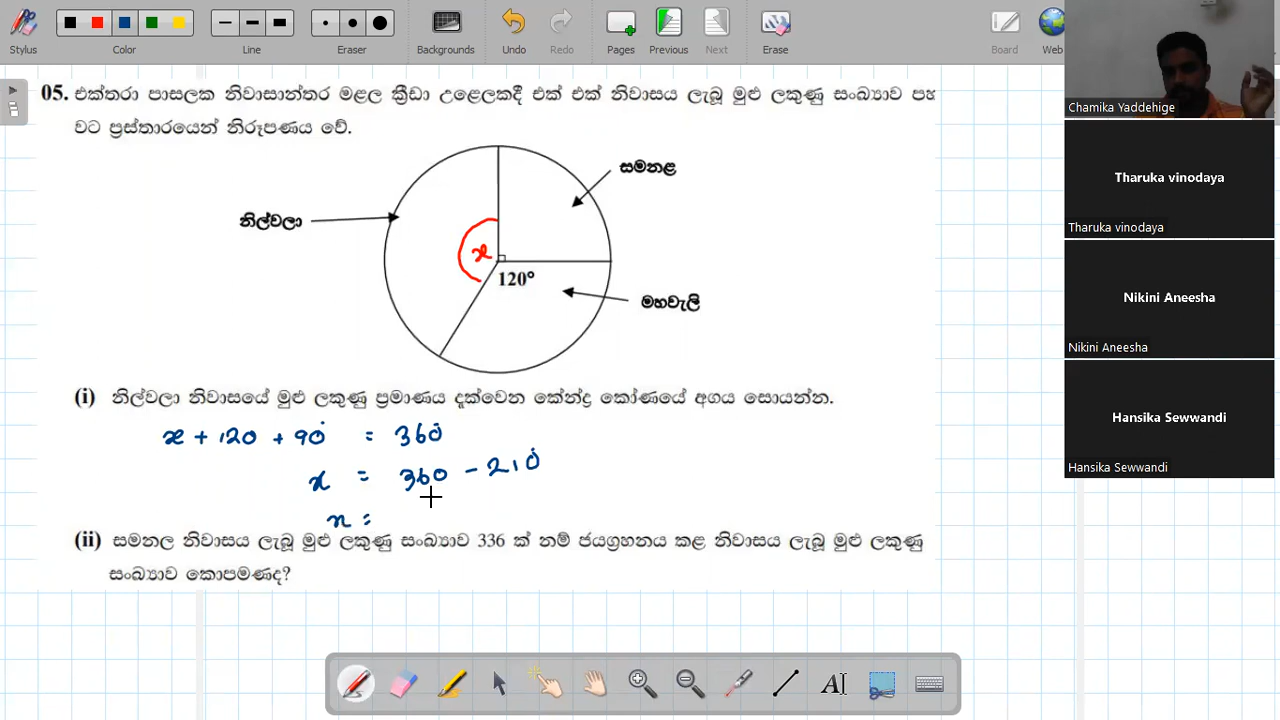 Stylus Color Line Eraser Backgrounds Undo Redo Pages Previous Next Erase Board Web
05. එක්තරා පාසලක නිවාසාන්තර මළල ක්‍රීඩා උළෙලකදී එක් එක් නිවාසය ලැබූ මුළු ලකුණු සංඛ්‍යාව පහ
වට ප්‍රස්තාරයෙන් නිරූපණය වේ.
සමනළ
නිල්වලා
x
120°
මහවැලි
(i) නිල්වලා නිවාසයේ මුළු ලකුණු ප්‍රමාණය දැක්වෙන කේන්ද්‍ර කෝණයේ අගය සොයන්න.
x + 120 + 90° = 360°
x = 360 - 210°
x =
(ii) සමනල නිවාසය ලැබූ මුළු ලකුණු සංඛ්‍යාව 336 ක් නම් ජයග්‍රහනය කළ නිවාසය ලැබූ මුළු ලකුණු
සංඛ්‍යාව කොපමණද?
Chamika Yaddehige
Tharuka vinodaya
Tharuka vinodaya
Nikini Aneesha
Nikini Aneesha
Hansika Sewwandi
Hansika Sewwandi